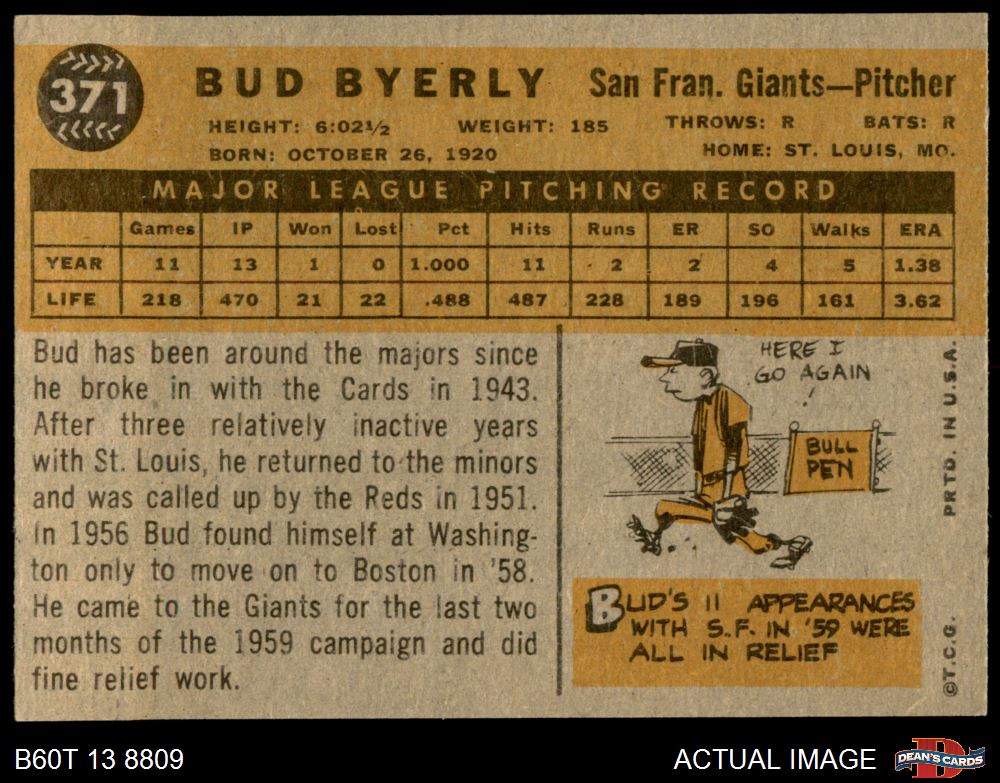 371
BUD BYERLY San Fran. Giants—Pitcher
HEIGHT: 6:02½ WEIGHT: 185 THROWS: R BATS: R
BORN: OCTOBER 26, 1920 HOME: ST. LOUIS, MO.
MAJOR LEAGUE PITCHING RECORD
Games IP Won Lost Pct Hits Runs ER SO Walks ERA
YEAR 11 13 1 0 1.000 11 2 2 4 5 1.38
LIFE 218 470 21 22 .488 487 228 189 196 161 3.62
Bud has been around the majors since
he broke in with the Cards in 1943.
After three relatively inactive years
with St. Louis, he returned to the minors
and was called up by the Reds in 1951.
In 1956 Bud found himself at Washing-
ton only to move on to Boston in '58.
He came to the Giants for the last two
months of the 1959 campaign and did
fine relief work.
HERE I
GO AGAIN
!
BULL
PEN
BUD'S 11 APPEARANCES
WITH S.F. IN '59 WERE
ALL IN RELIEF
PRTD. IN U.S.A.
©T.C.G.
B60T 13 8809 ACTUAL IMAGE
DEAN'S CARDS